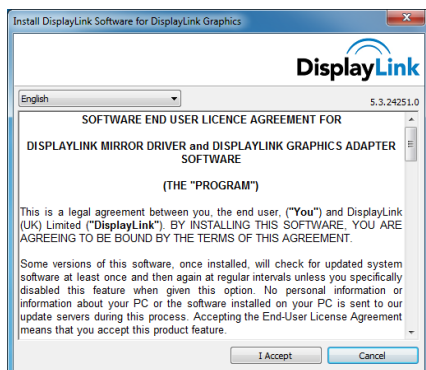 Install DisplayLink Software for DisplayLink Graphics
DisplayLink
English
5.3.24251.0
SOFTWARE END USER LICENCE AGREEMENT FOR
DISPLAYLINK MIRROR DRIVER and DISPLAYLINK GRAPHICS ADAPTER
SOFTWARE
(THE "PROGRAM")
This is a legal agreement between you, the end user, ("You") and DisplayLink
(UK) Limited ("DisplayLink"). BY INSTALLING THIS SOFTWARE, YOU ARE
AGREEING TO BE BOUND BY THE TERMS OF THIS AGREEMENT.
Some versions of this software, once installed, will check for updated system
software at least once and then again at regular intervals unless you specifically
disabled this feature when given this option. No personal information or
information about your PC or the software installed on your PC is sent to our
update servers during this process. Accepting the End-User License Agreement
means that you accept this product feature.
I Accept
Cancel